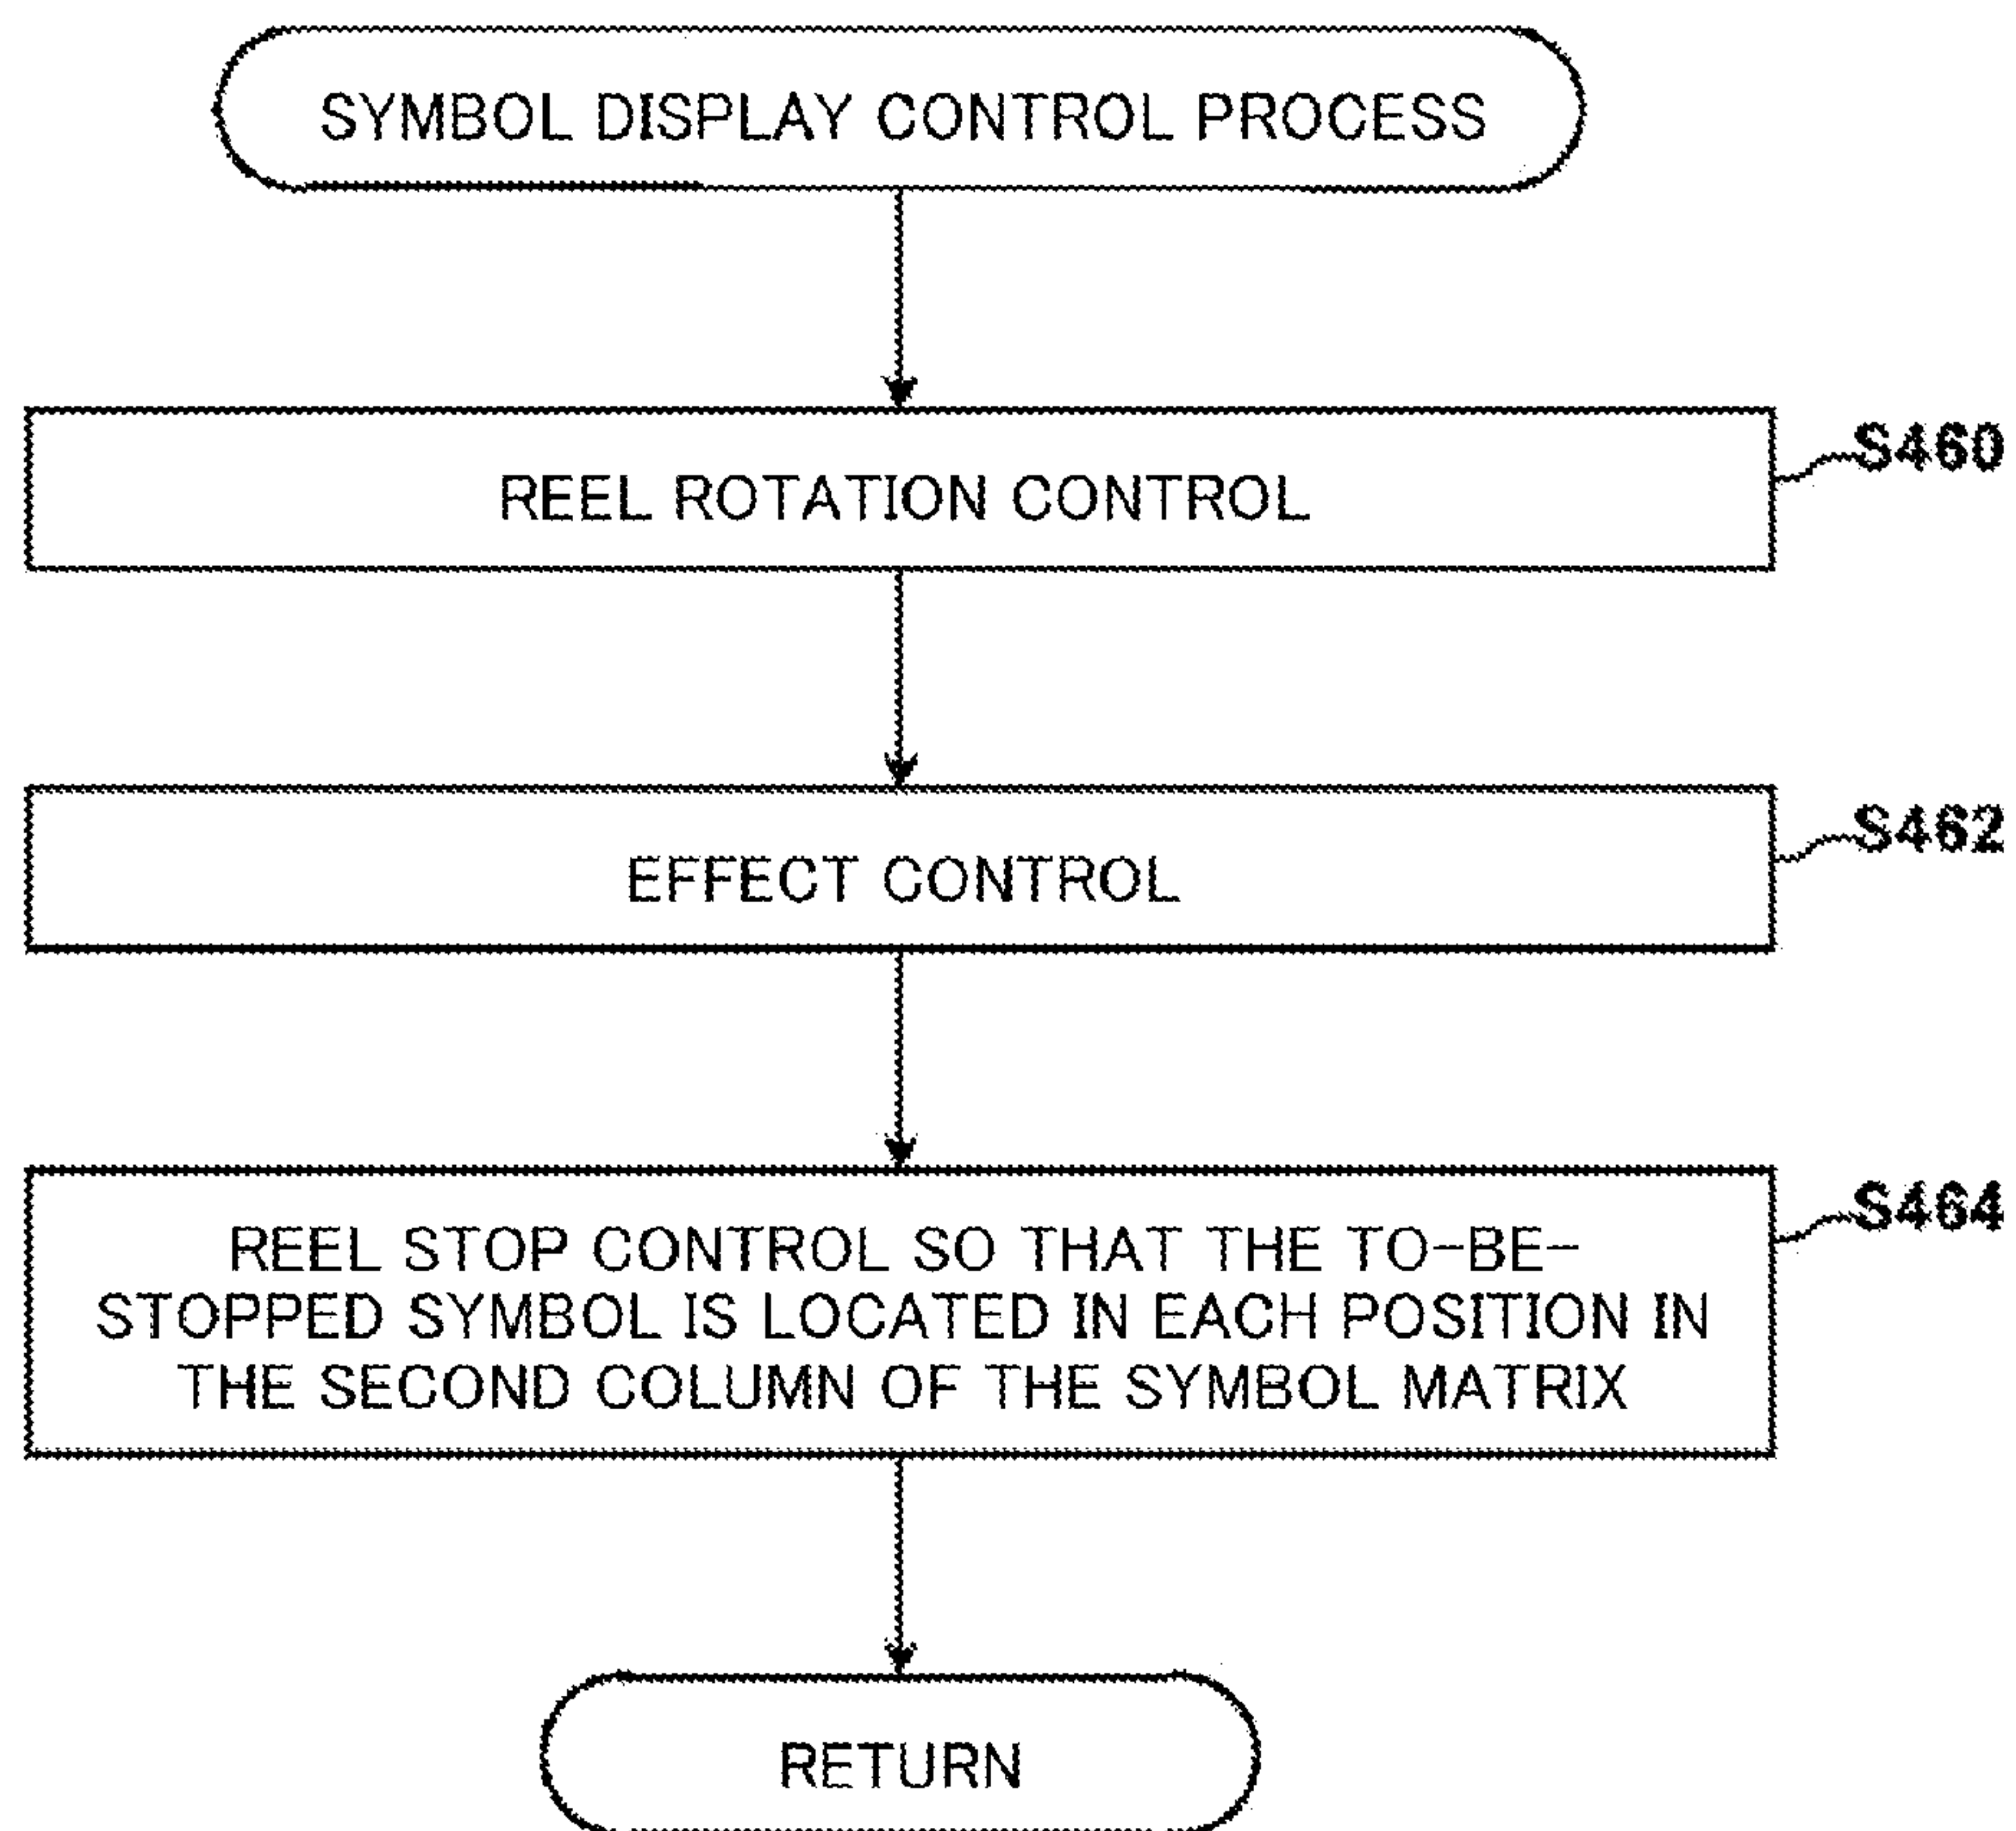 SYMBOL DISPLAY CONTROL PROCESS
REEL ROTATION CONTROL
S460
EFFECT CONTROL
S462
REEL STOP CONTROL SO THAT THE TO-BE-
STOPPED SYMBOL IS LOCATED IN EACH POSITION IN
THE SECOND COLUMN OF THE SYMBOL MATRIX
S464
RETURN